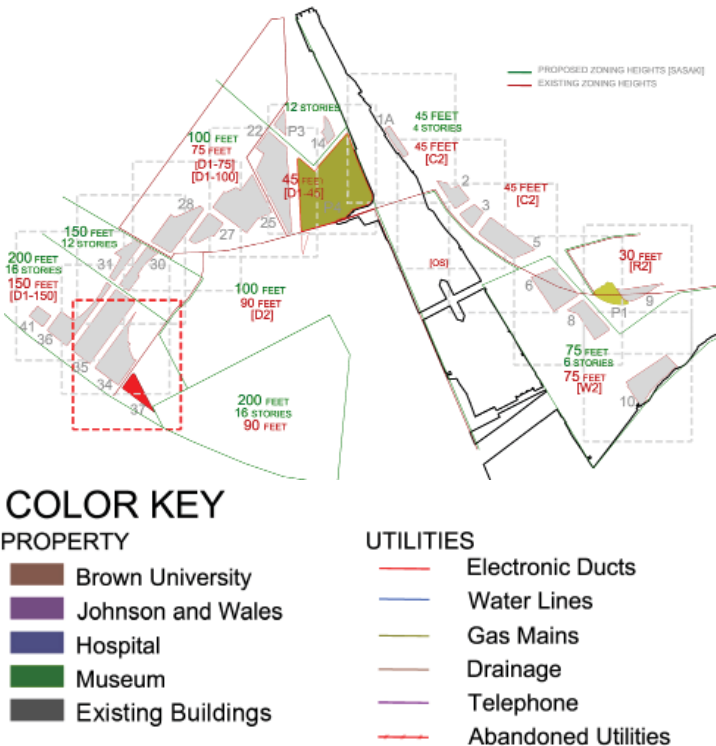 PROPOSED ZONING HEIGHTS [SASAKI]
EXISTING ZONING HEIGHTS
12 STORIES
22
P3
14
1A
45 FEET
4 STORIES
45 FEET
[C2]
100 FEET
75 FEET
[D1-75]
[D1-100]
45 FEET
[D1-45]
2
3
45 FEET
[C2]
28
27
25
5
150 FEET
12 STORIES
200 FEET
16 STORIES
150 FEET
[D1-150]
31
30
[OS]
30 FEET
[R2]
6
9
P1
8
100 FEET
90 FEET
[D2]
41
36
35
34
37
75 FEET
6 STORIES
75 FEET
[W2]
10
200 FEET
16 STORIES
90 FEET
COLOR KEY
PROPERTY
Brown University
Johnson and Wales
Hospital
Museum
Existing Buildings
UTILITIES
Electronic Ducts
Water Lines
Gas Mains
Drainage
Telephone
Abandoned Utilities